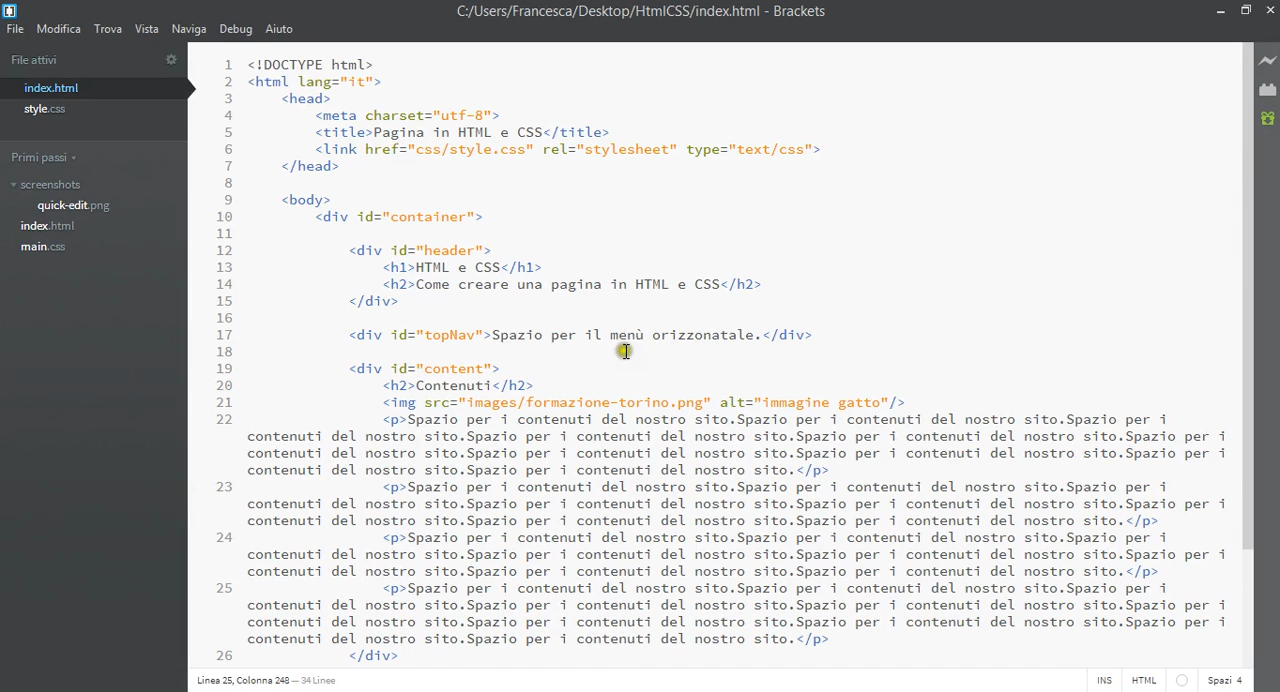 C:/Users/Francesca/Desktop/HtmlCSS/index.html - Brackets
File Modifica Trova Vista Naviga Debug Aiuto
File attivi
index.html
style.css
Primi passi
screenshots
quick-edit.png
index.html
main.css
1 <!DOCTYPE html>
2 <html lang="it">
3 <head>
4 <meta charset="utf-8">
5 <title>Pagina in HTML e CSS</title>
6 <link href="css/style.css" rel="stylesheet" type="text/css">
7 </head>
8
9 <body>
10 <div id="container">
11
12 <div id="header">
13 <h1>HTML e CSS</h1>
14 <h2>Come creare una pagina in HTML e CSS</h2>
15 </div>
16
17 <div id="topNav">Spazio per il menù orizzonatale.</div>
18
19 <div id="content">
20 <h2>Contenuti</h2>
21 <img src="images/formazione-torino.png" alt="immagine gatto"/>
22 <p>Spazio per i contenuti del nostro sito.Spazio per i contenuti del nostro sito.Spazio per i
contenuti del nostro sito.Spazio per i contenuti del nostro sito.Spazio per i contenuti del nostro sito.Spazio per i
contenuti del nostro sito.Spazio per i contenuti del nostro sito.Spazio per i contenuti del nostro sito.Spazio per i
contenuti del nostro sito.Spazio per i contenuti del nostro sito.</p>
23 <p>Spazio per i contenuti del nostro sito.Spazio per i contenuti del nostro sito.Spazio per i
contenuti del nostro sito.Spazio per i contenuti del nostro sito.Spazio per i contenuti del nostro sito.Spazio per i
contenuti del nostro sito.Spazio per i contenuti del nostro sito.Spazio per i contenuti del nostro sito.</p>
24 <p>Spazio per i contenuti del nostro sito.Spazio per i contenuti del nostro sito.Spazio per i
contenuti del nostro sito.Spazio per i contenuti del nostro sito.Spazio per i contenuti del nostro sito.Spazio per i
contenuti del nostro sito.Spazio per i contenuti del nostro sito.Spazio per i contenuti del nostro sito.</p>
25 <p>Spazio per i contenuti del nostro sito.Spazio per i contenuti del nostro sito.Spazio per i
contenuti del nostro sito.Spazio per i contenuti del nostro sito.Spazio per i contenuti del nostro sito.Spazio per i
contenuti del nostro sito.Spazio per i contenuti del nostro sito.Spazio per i contenuti del nostro sito.Spazio per i
contenuti del nostro sito.Spazio per i contenuti del nostro sito.</p>
26 </div>
Linea 25, Colonna 248 — 34 Linee INS HTML Spazi 4